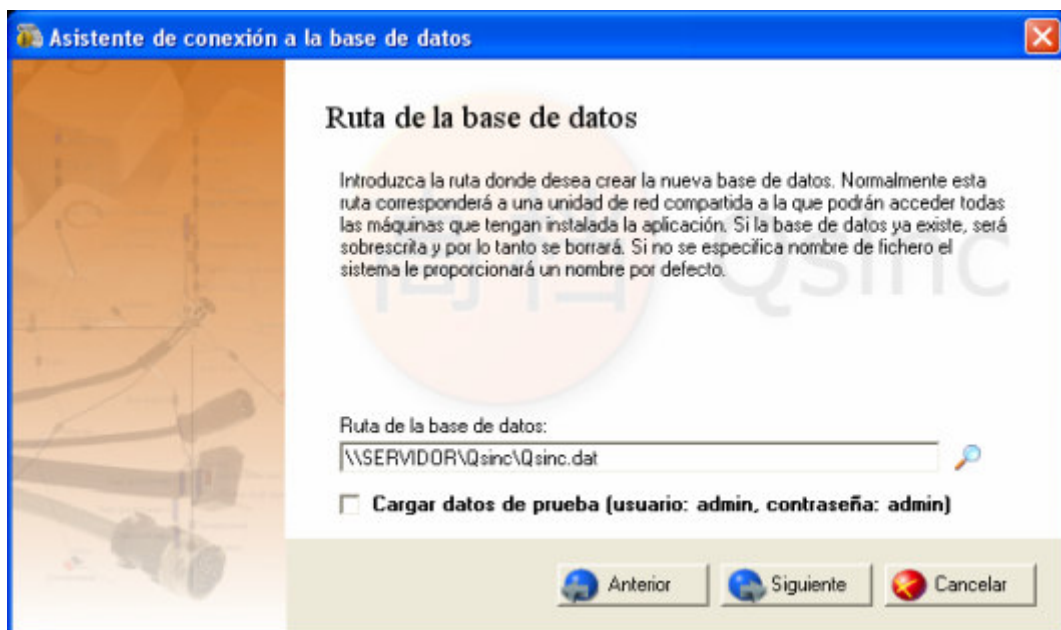 Asistente de conexión a la base de datos
Ruta de la base de datos
Introduzca la ruta donde desea crear la nueva base de datos. Normalmente esta
ruta corresponderá a una unidad de red compartida a la que podrán acceder todas
las máquinas que tengan instalada la aplicación. Si la base de datos ya existe, será
sobrescrita y por lo tanto se borrará. Si no se especifica nombre de fichero el
sistema le proporcionará un nombre por defecto.
Qsinc
Ruta de la base de datos:
\\SERVIDOR\Qsinc\Qsinc.dat
Cargar datos de prueba (usuario: admin, contraseña: admin)
Anterior
Siguiente
Cancelar